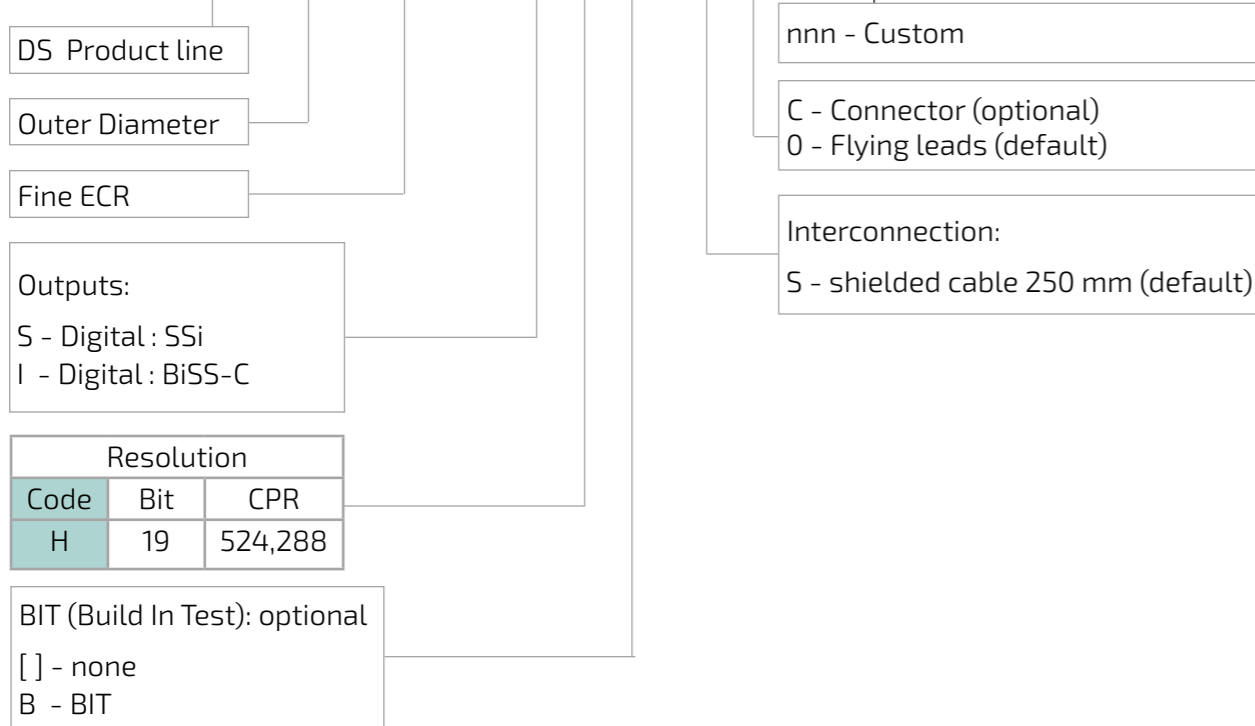 DS Product line
Outer Diameter
Fine ECR
Outputs:
S - Digital : SSi
I - Digital : BiSS-C
Resolution
Code Bit CPR
H 19 524,288
BIT (Build In Test): optional
[ ] - none
B - BIT
nnn - Custom
C - Connector (optional)
0 - Flying leads (default)
Interconnection:
S - shielded cable 250 mm (default)